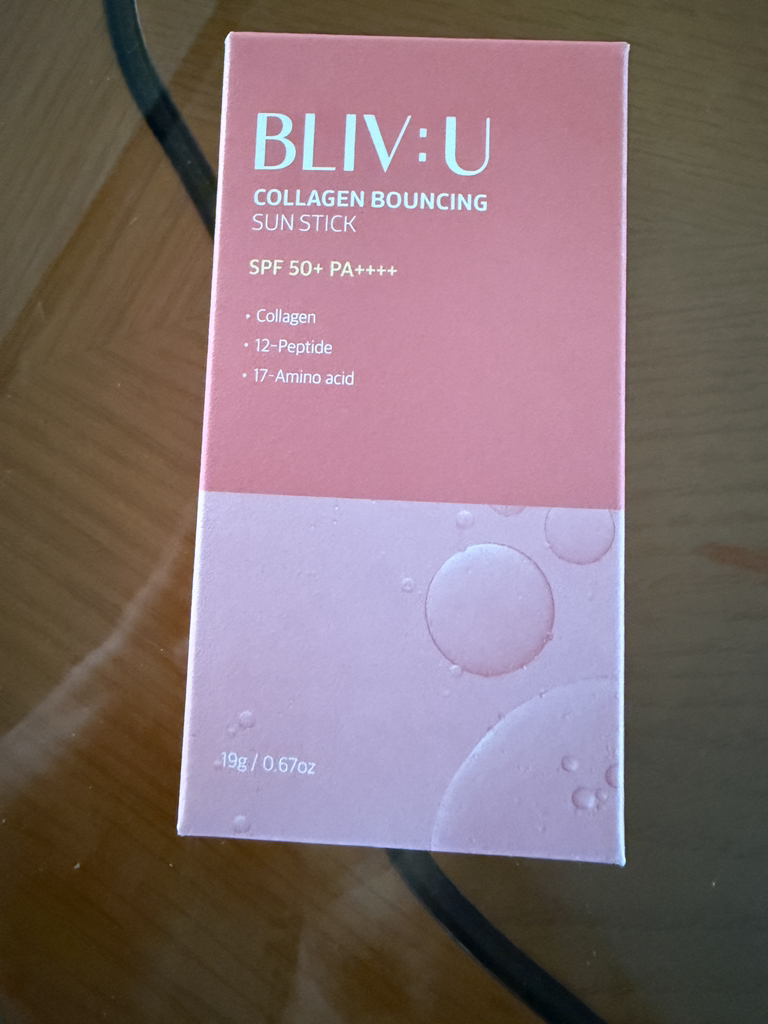 BLIV:U
COLLAGEN BOUNCING
SUN STICK
SPF 50+ PA++++
• Collagen
• 12-Peptide
• 17-Amino acid
19g / 0.67oz